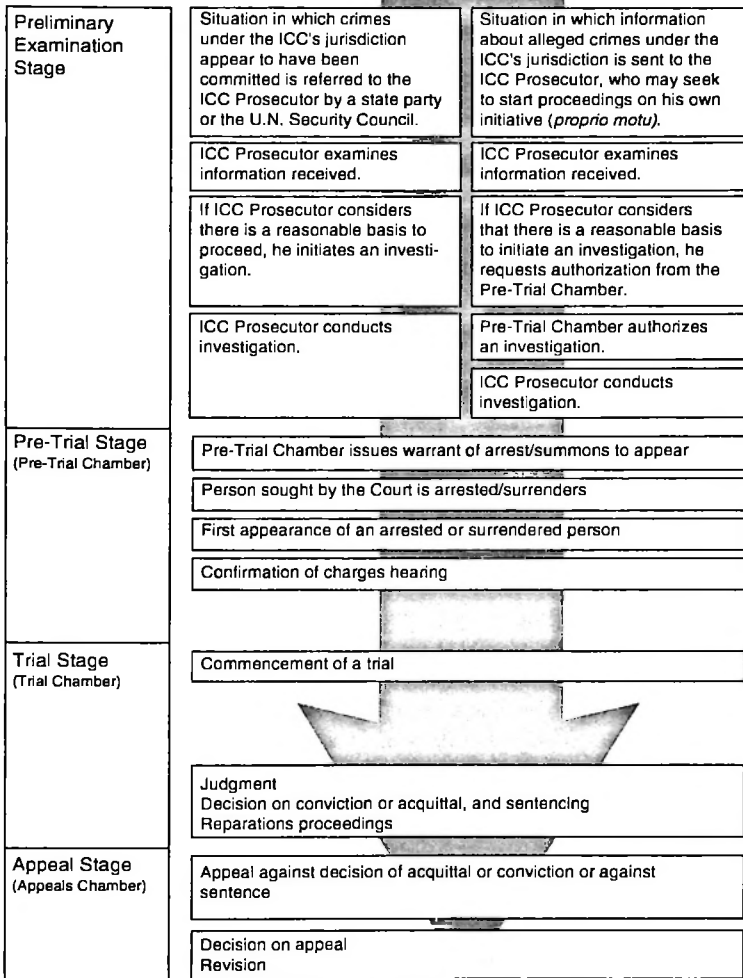 Preliminary
Examination
Stage
Situation in which crimes
under the ICC's jurisdiction
appear to have been
committed is referred to the
ICC Prosecutor by a state party
or the U.N. Security Council.
Situation in which information
about alleged crimes under the
ICC's jurisdiction is sent to the
ICC Prosecutor, who may seek
to start proceedings on his own
initiative (proprio motu).
ICC Prosecutor examines
information received.
ICC Prosecutor examines
information received.
If ICC Prosecutor considers
there is a reasonable basis to
proceed, he initiates an investi-
gation.
If ICC Prosecutor considers
that there is a reasonable basis
to initiate an investigation, he
requests authorization from the
Pre-Trial Chamber.
ICC Prosecutor conducts
investigation.
Pre-Trial Chamber authorizes
an investigation.
ICC Prosecutor conducts
investigation.
Pre-Trial Stage
(Pre-Trial Chamber)
Pre-Trial Chamber issues warrant of arrest/summons to appear
Person sought by the Court is arrested/surrenders
First appearance of an arrested or surrendered person
Confirmation of charges hearing
Trial Stage
(Trial Chamber)
Commencement of a trial
Judgment
Decision on conviction or acquittal, and sentencing
Reparations proceedings
Appeal Stage
(Appeals Chamber)
Appeal against decision of acquittal or conviction or against
sentence
Decision on appeal
Revision